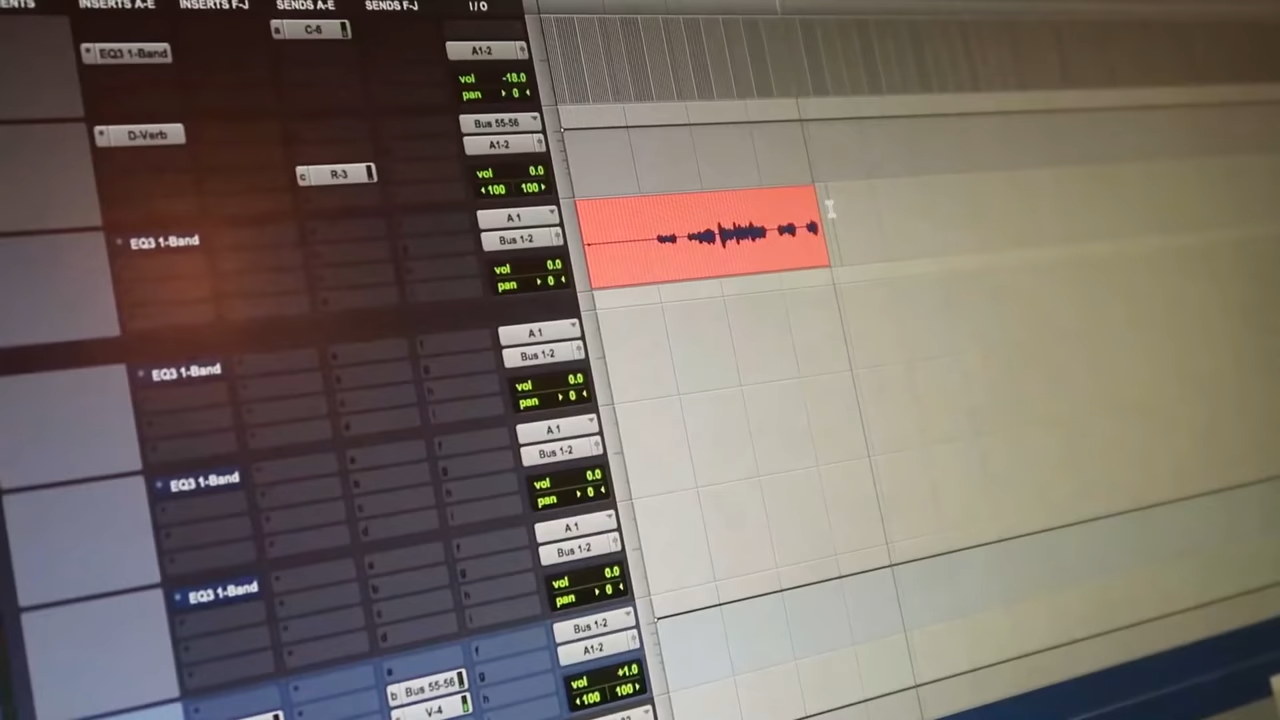 ENTS INSERTS A-E INSERTS F-J SENDS A-E SENDS F-J I / O
a C-6
EQ3 1-Band
A1-2
vol -18.0
pan 0
D-Verb
Bus 55-56
A1-2
c R-3
vol 0.0
100 100
EQ3 1-Band
A 1
Bus 1-2
vol 0.0
pan 0
EQ3 1-Band
A 1
Bus 1-2
vol 0.0
pan 0
EQ3 1-Band
A 1
Bus 1-2
vol 0.0
pan 0
EQ3 1-Band
A 1
Bus 1-2
vol 0.0
pan 0
Bus 1-2
A1-2
b Bus 55-56
V-4
vol +1.0
100 100